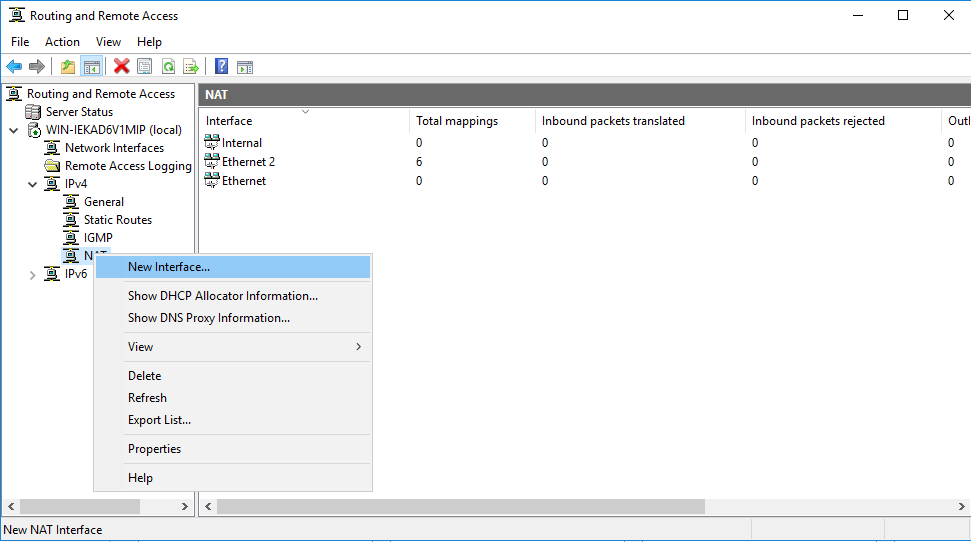 Routing and Remote Access
File Action View Help
Routing and Remote Access
Server Status
WIN-IEKAD6V1MIP (local)
Network Interfaces
Remote Access Logging
IPv4
General
Static Routes
IGMP
NAT
IPv6
NAT
Interface Total mappings Inbound packets translated Inbound packets rejected Outl
Internal 0 0 0 0
Ethernet 2 6 0 0 0
Ethernet 0 0 0 0
New Interface...
Show DHCP Allocator Information...
Show DNS Proxy Information...
View
Delete
Refresh
Export List...
Properties
Help
New NAT Interface